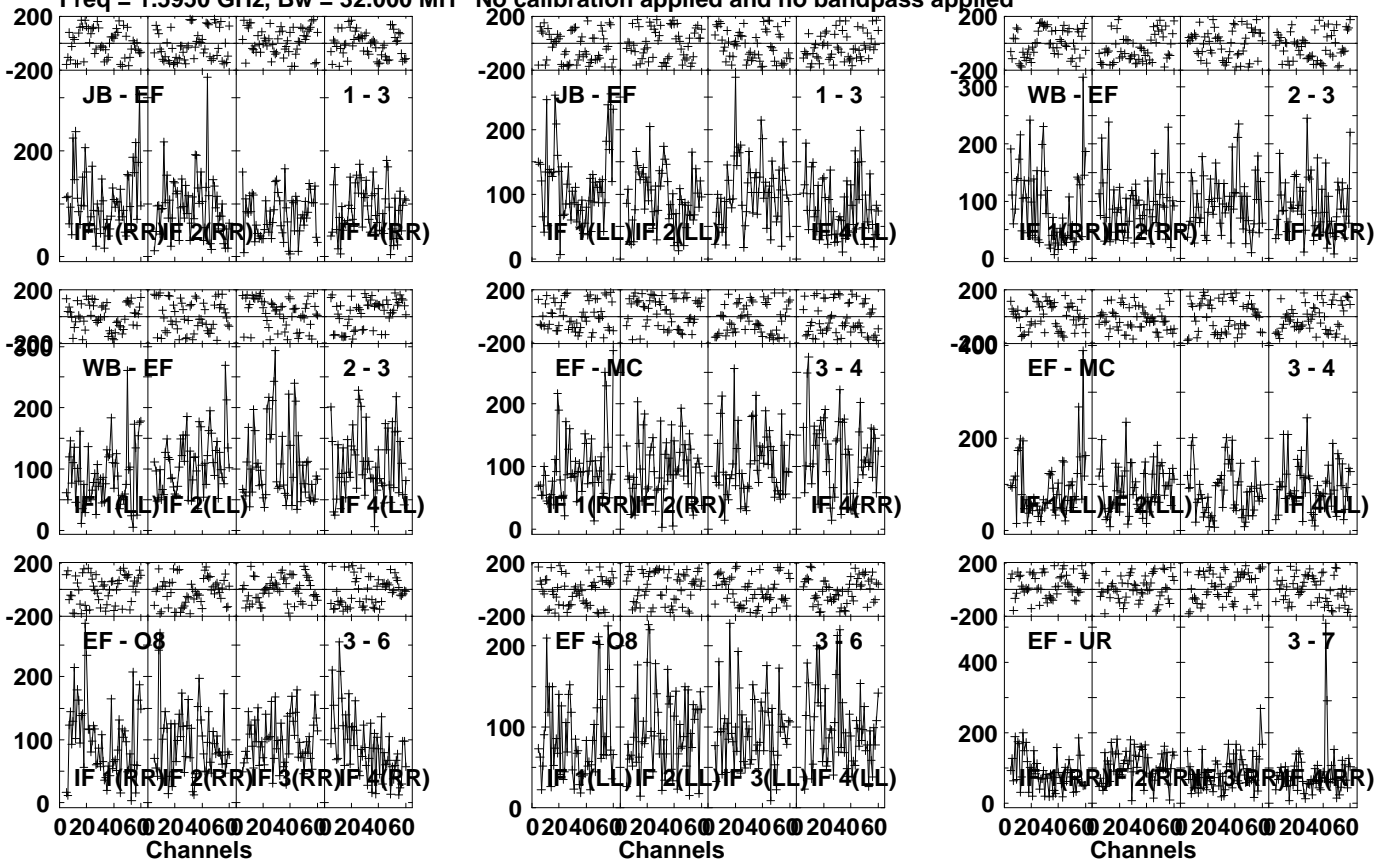 Freq = 1.5950 GHz, Bw = 32.000 MH No calibration applied and no bandpass applied
200
-200
JB - EF 1 - 3
200
IF 1(RR) IF 2(RR) IF 4(RR)
0
200
-200
JB - EF 1 - 3
200
100
IF 1(LL) IF 2(LL) IF 4(LL)
0
200
-200
300
WB - EF 2 - 3
200
100
IF 1(RR) IF 2(RR) IF 4(RR)
0
200
-200
300
WB - EF 2 - 3
200
100
IF 1(LL) IF 2(LL) IF 4(LL)
0
200
-200
EF - MC 3 - 4
200
100
IF 1(RR) IF 2(RR) IF 4(RR)
0
200
-200
400
EF - MC 3 - 4
200
IF 1(LL) IF 2(LL) IF 4(LL)
0
200
-200
EF - O8 3 - 6
200
100
IF 1(RR) IF 2(RR) IF 3(RR) IF 4(RR)
0
0 20 40 60 0 20 40 60 0 20 40 60 0 20 40 60
Channels
200
-200
EF - O8 3 - 6
200
100
IF 1(LL) IF 2(LL) IF 3(LL) IF 4(LL)
0
0 20 40 60 0 20 40 60 0 20 40 60 0 20 40 60
Channels
200
-200
EF - UR 3 - 7
400
200
IF 1(RR) IF 2(RR) IF 3(RR) IF 4(RR)
0
0 20 40 60 0 20 40 60 0 20 40 60 0 20 40 60
Channels